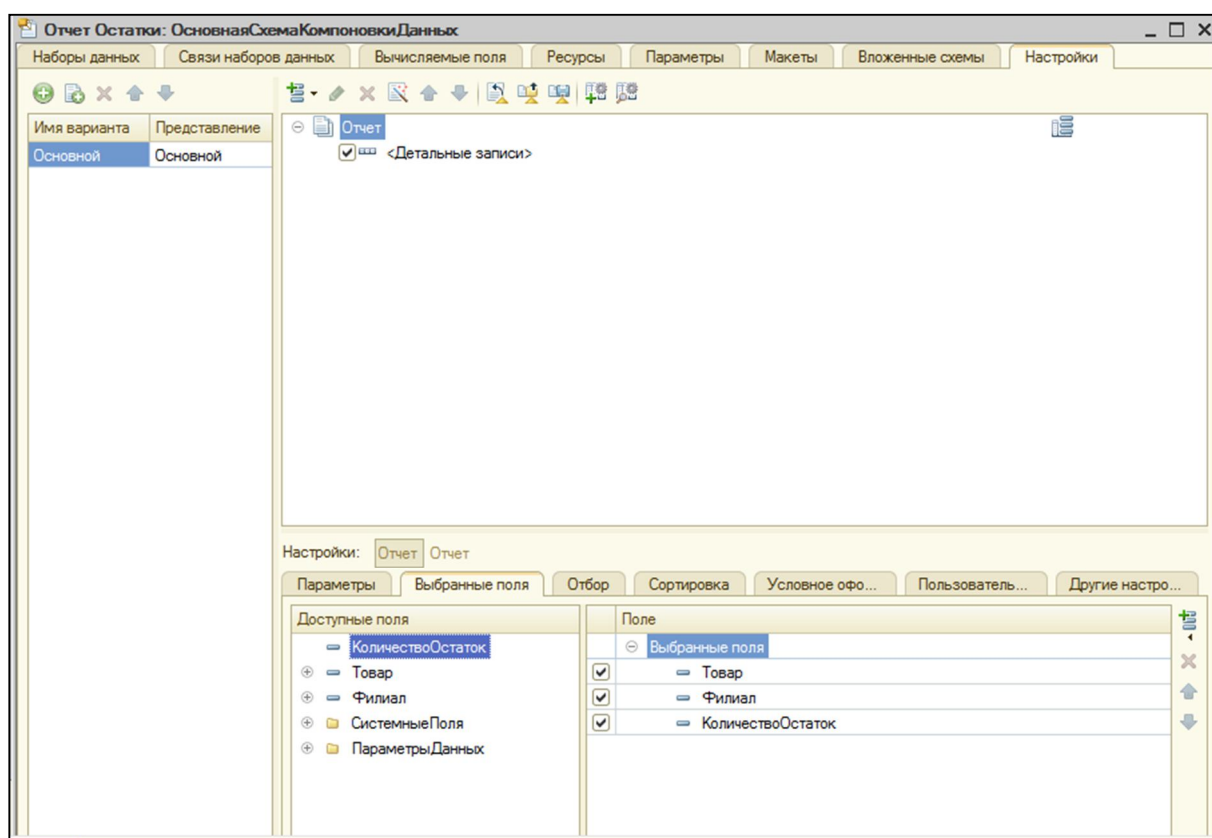 Отчет Остатки: ОсновнаяСхемаКомпоновкиДанных
Наборы данных Связи наборов данных Вычисляемые поля Ресурсы Параметры Макеты Вложенные схемы Настройки
Имя варианта Представление
Основной Основной
Отчет
<Детальные записи>
Настройки: Отчет Отчет
Параметры Выбранные поля Отбор Сортировка Условное офо... Пользователь... Другие настро...
Доступные поля Поле
КоличествоОстаток Выбранные поля
Товар Товар
Филиал Филиал
СистемныеПоля КоличествоОстаток
ПараметрыДанных